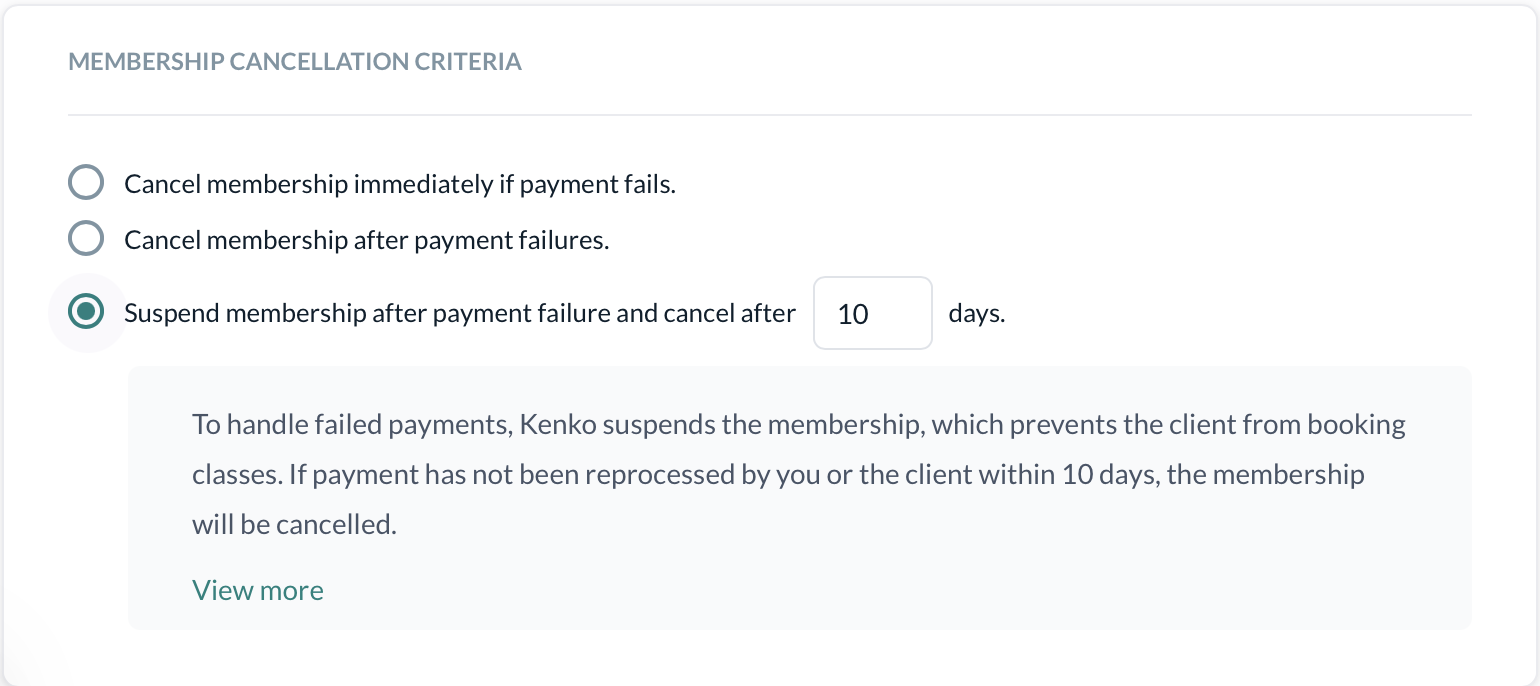 MEMBERSHIP CANCELLATION CRITERIA
Cancel membership immediately if payment fails.
Cancel membership after payment failures.
Suspend membership after payment failure and cancel after 10 days.
To handle failed payments, Kenko suspends the membership, which prevents the client from booking
classes. If payment has not been reprocessed by you or the client within 10 days, the membership
will be cancelled.
View more